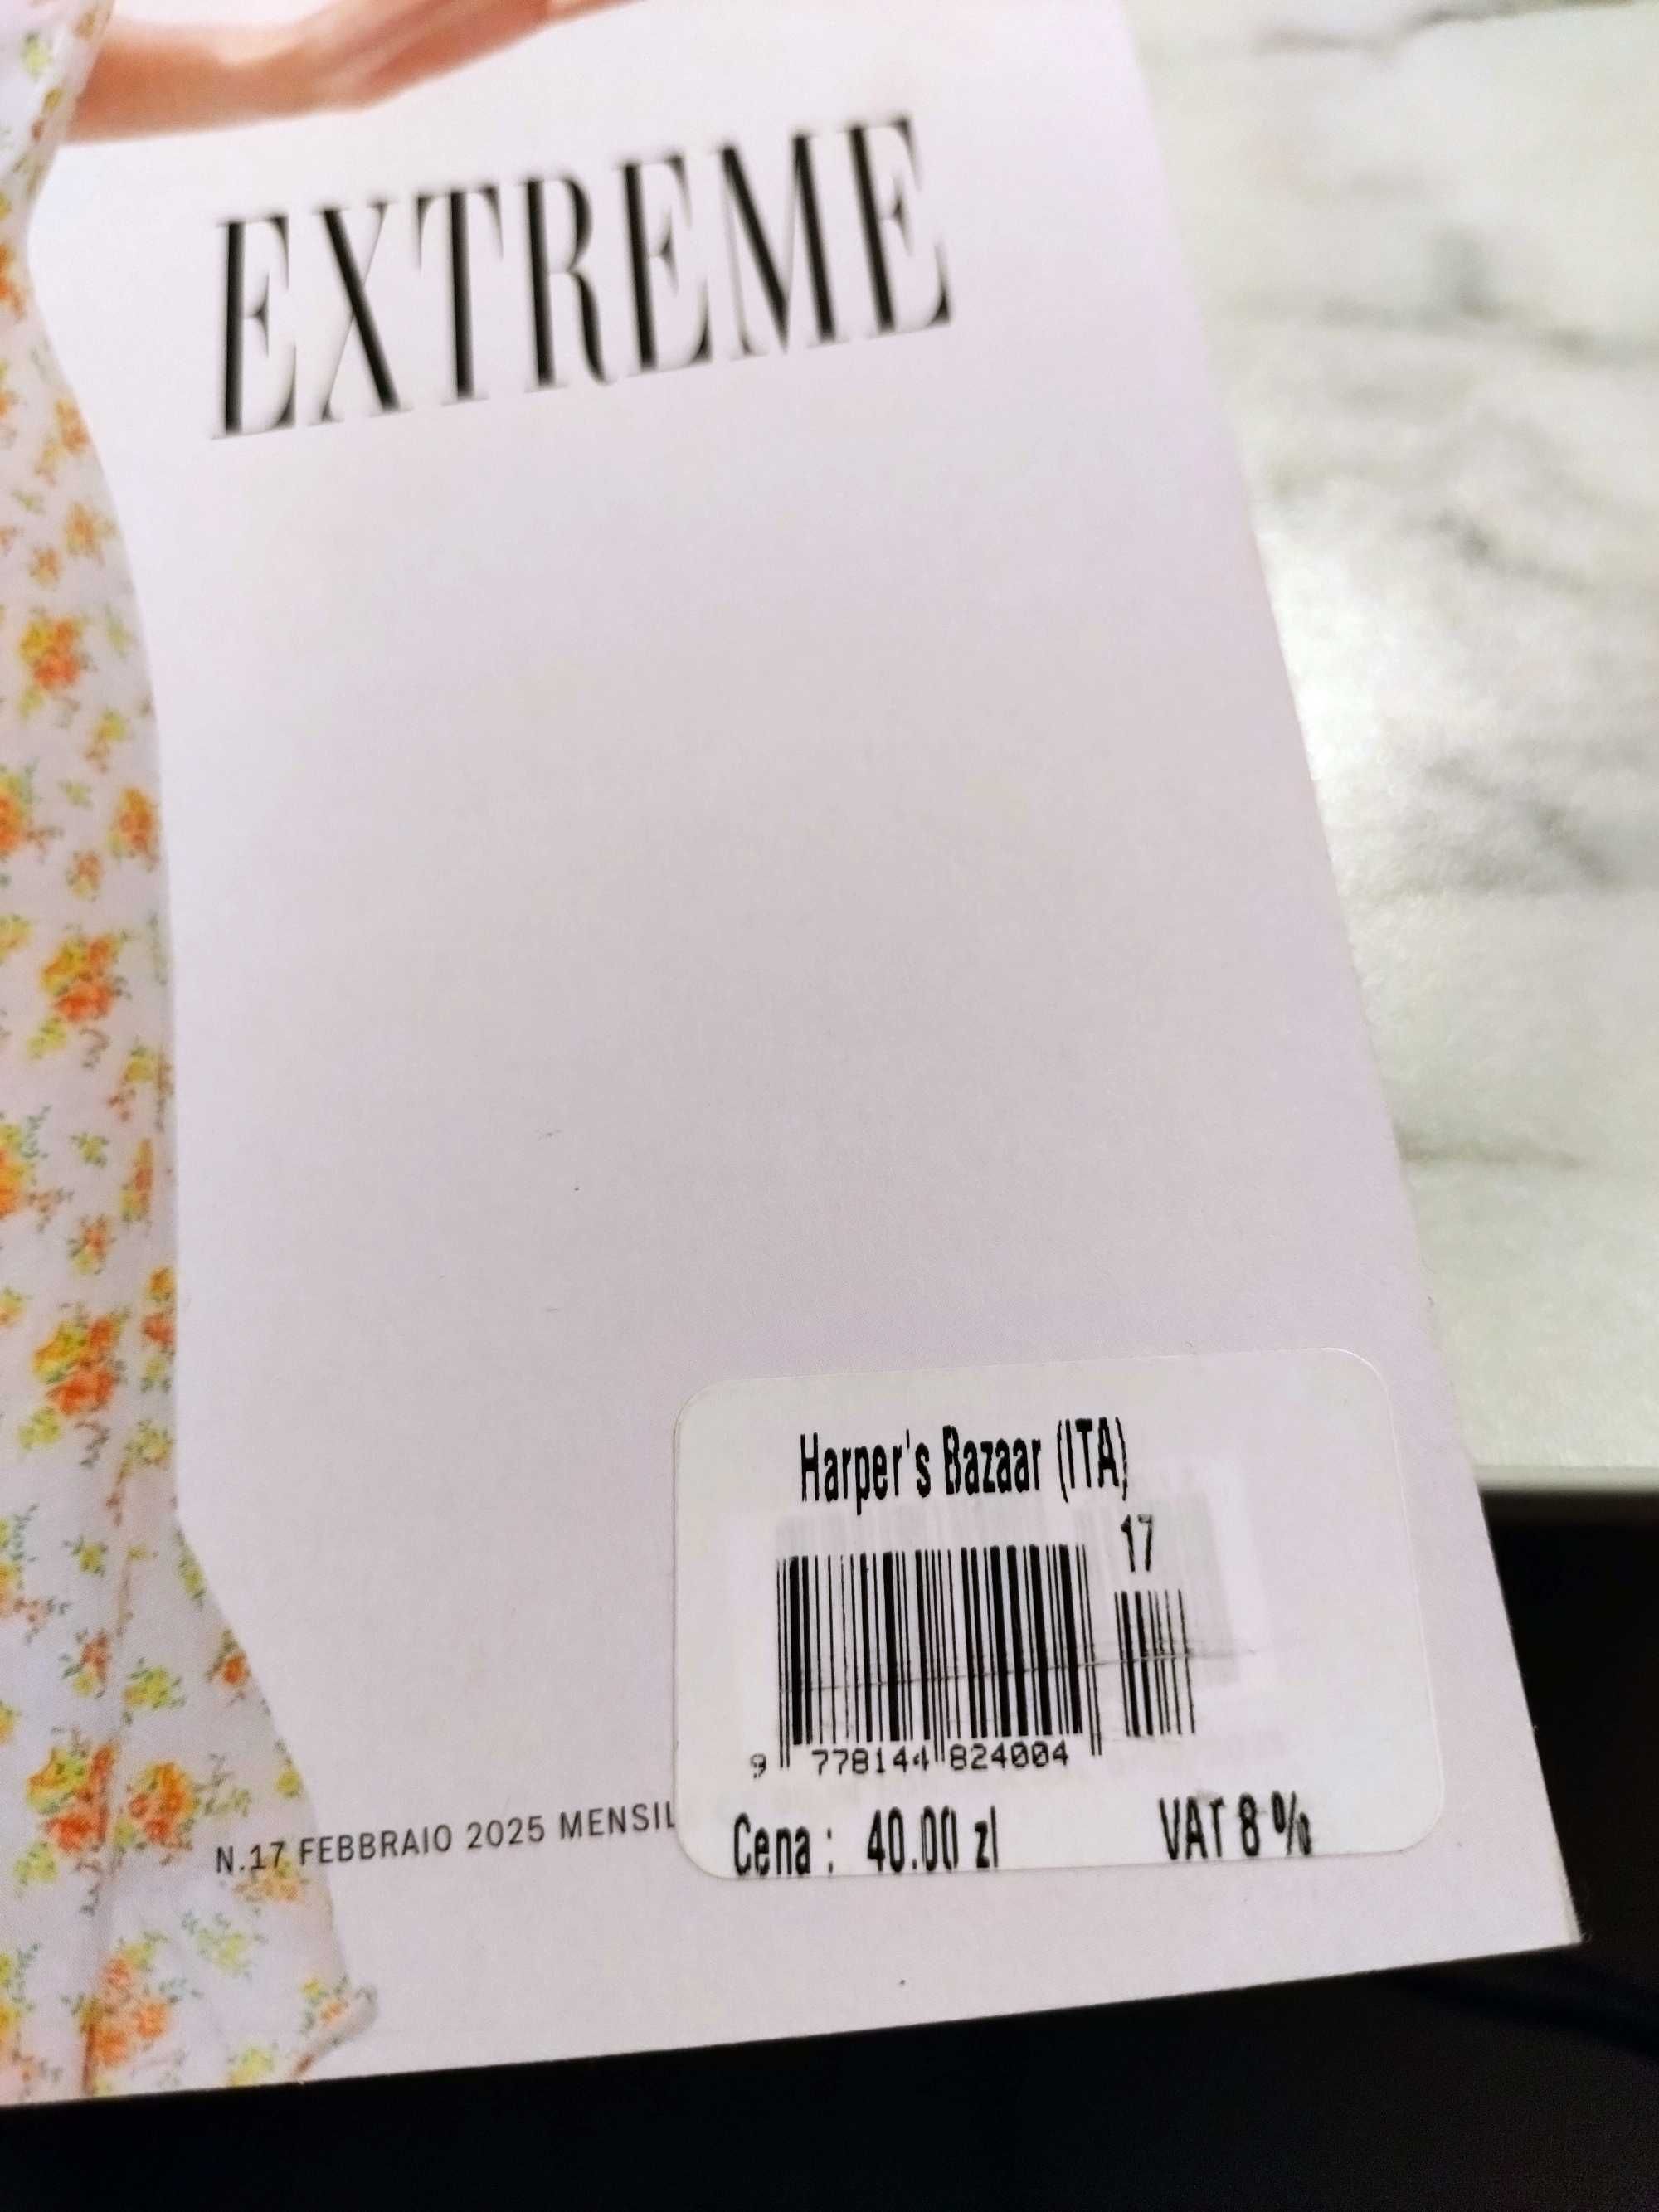 EXTREME
Harper's Bazaar (ITA)
17
9 778144 824004
N.17 FEBBRAIO 2025 MENSIL
Cena : 40.00 zl VAT 8 %